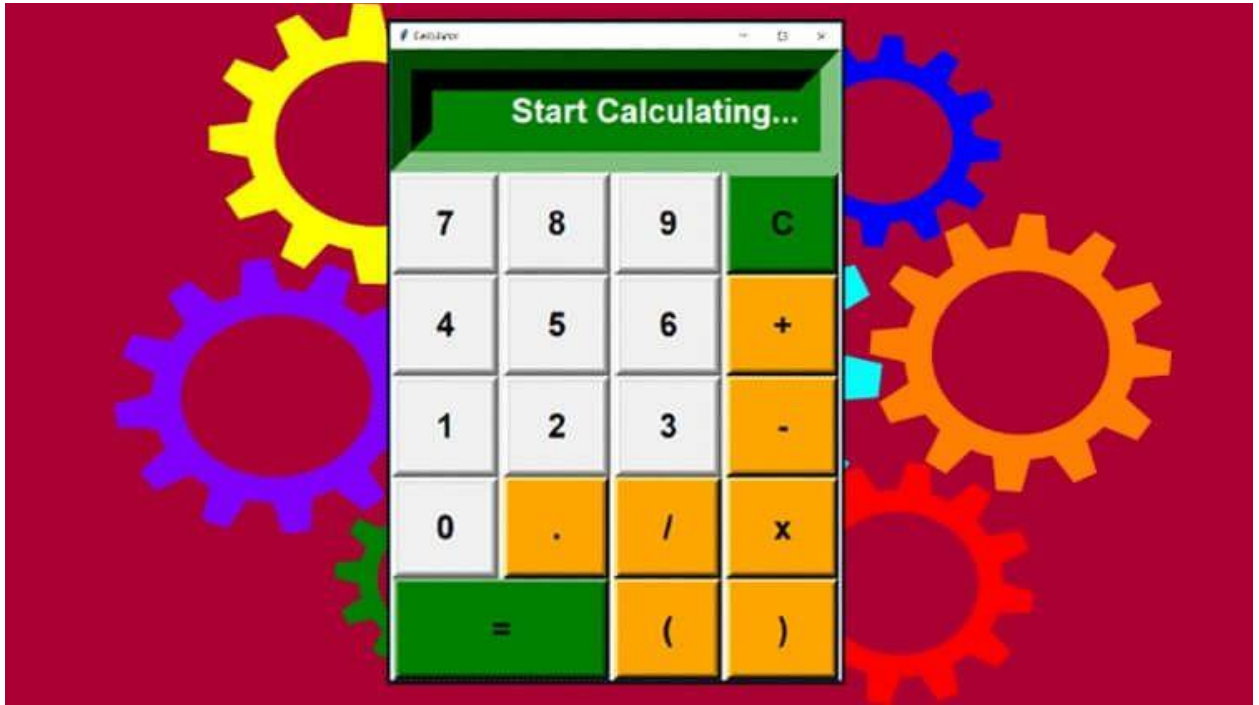 Calculator
Start Calculating...
7 8 9 C
4 5 6 +
1 2 3 -
0 . / x
= ( )